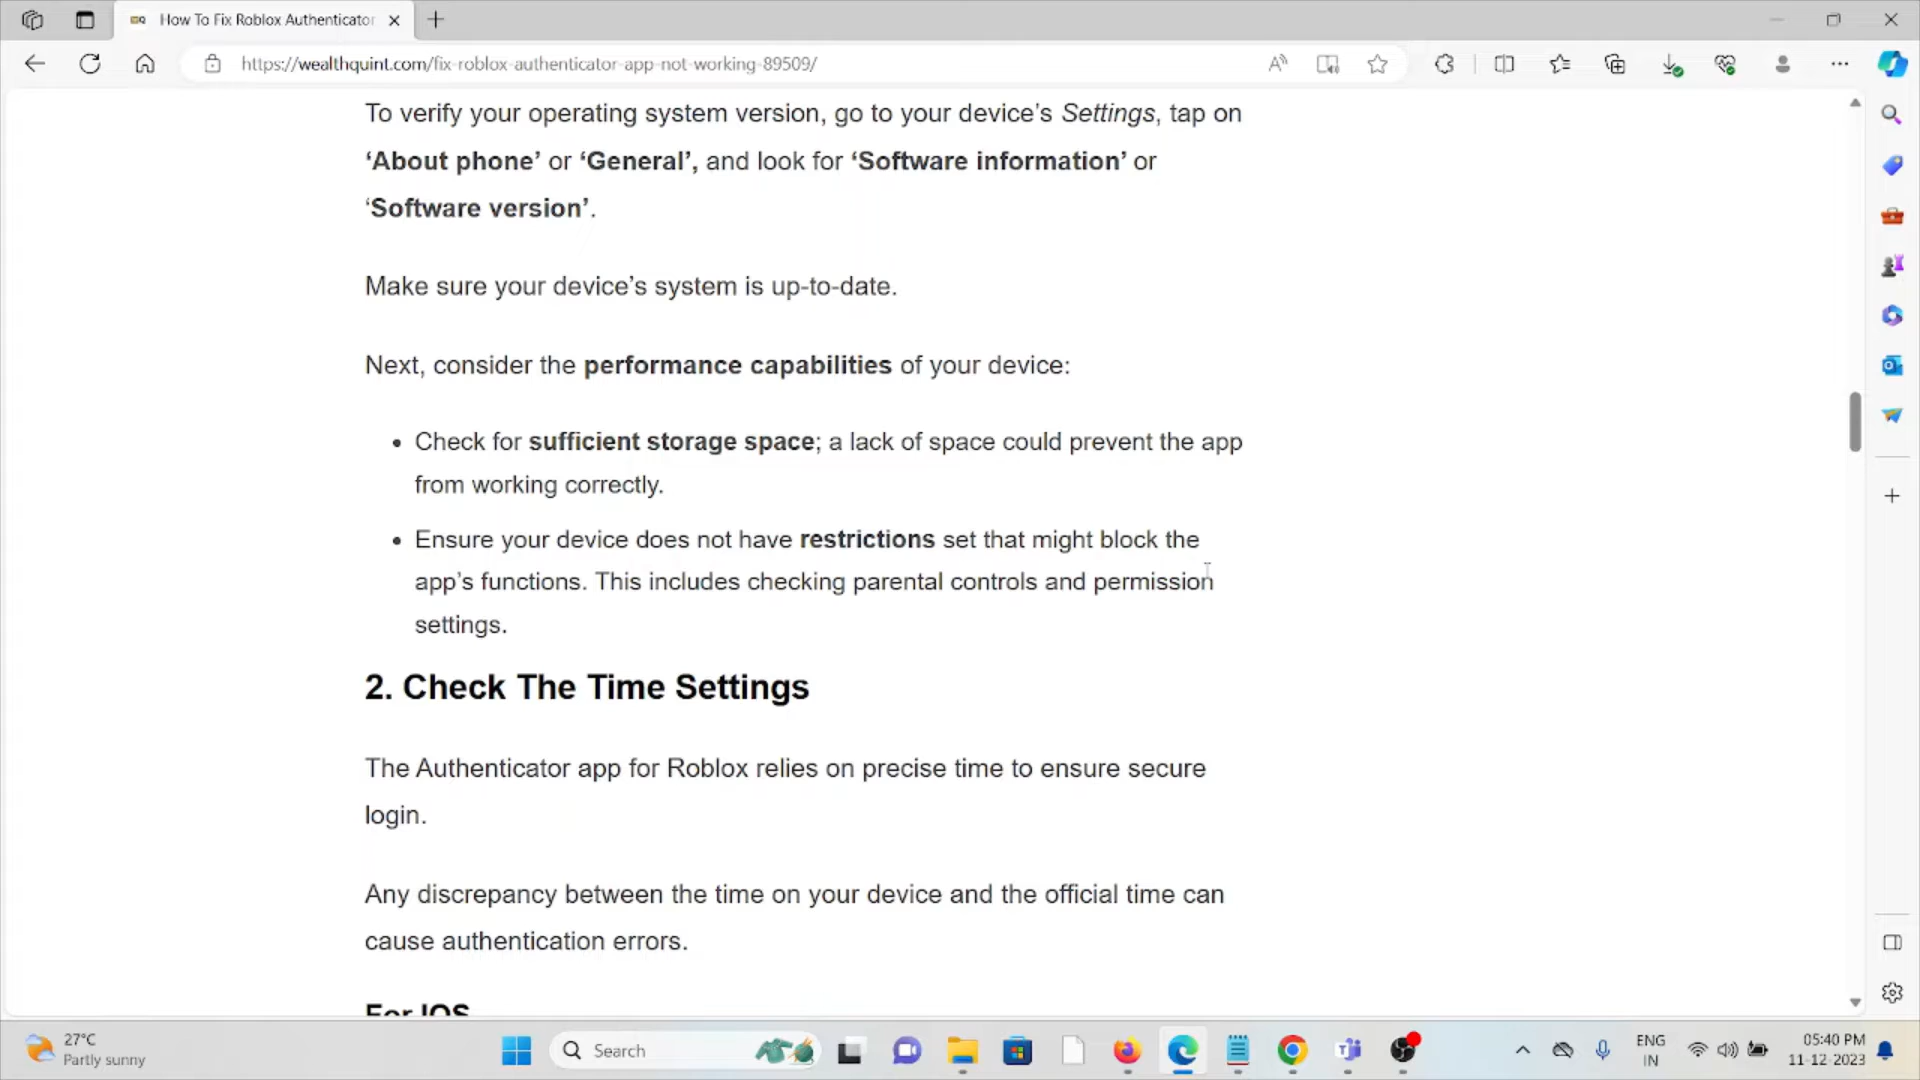 How To Fix Roblox Authenticator
https://wealthquint.com/fix-roblox-authenticator-app-not-working-89509/
To verify your operating system version, go to your device’s Settings, tap on
‘About phone’ or ‘General’, and look for ‘Software information’ or
‘Software version’.
Make sure your device’s system is up-to-date.
Next, consider the performance capabilities of your device:
• Check for sufficient storage space; a lack of space could prevent the app
from working correctly.
• Ensure your device does not have restrictions set that might block the
app’s functions. This includes checking parental controls and permission
settings.
2. Check The Time Settings
The Authenticator app for Roblox relies on precise time to ensure secure
login.
Any discrepancy between the time on your device and the official time can
cause authentication errors.
For IOS
27°C
Partly sunny
Search
ENG
IN
05:40 PM
11-12-2023